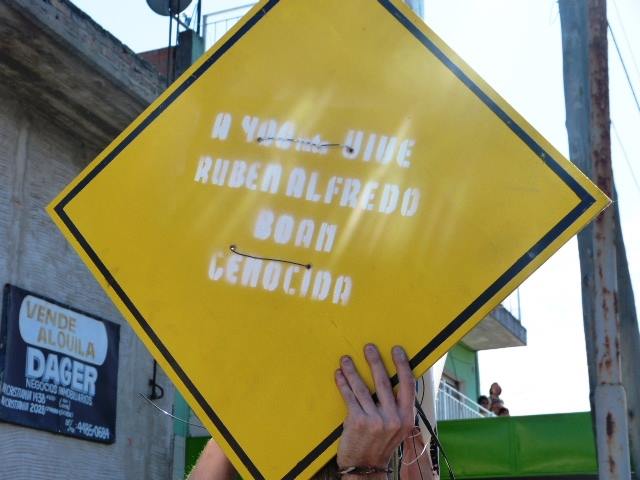 A 400 mts VIVE
RUBEN ALFREDO
BOAN
GENOCIDA
VENDE
ALQUILA
DAGER
NEGOCIOS INMOBILIARIOS